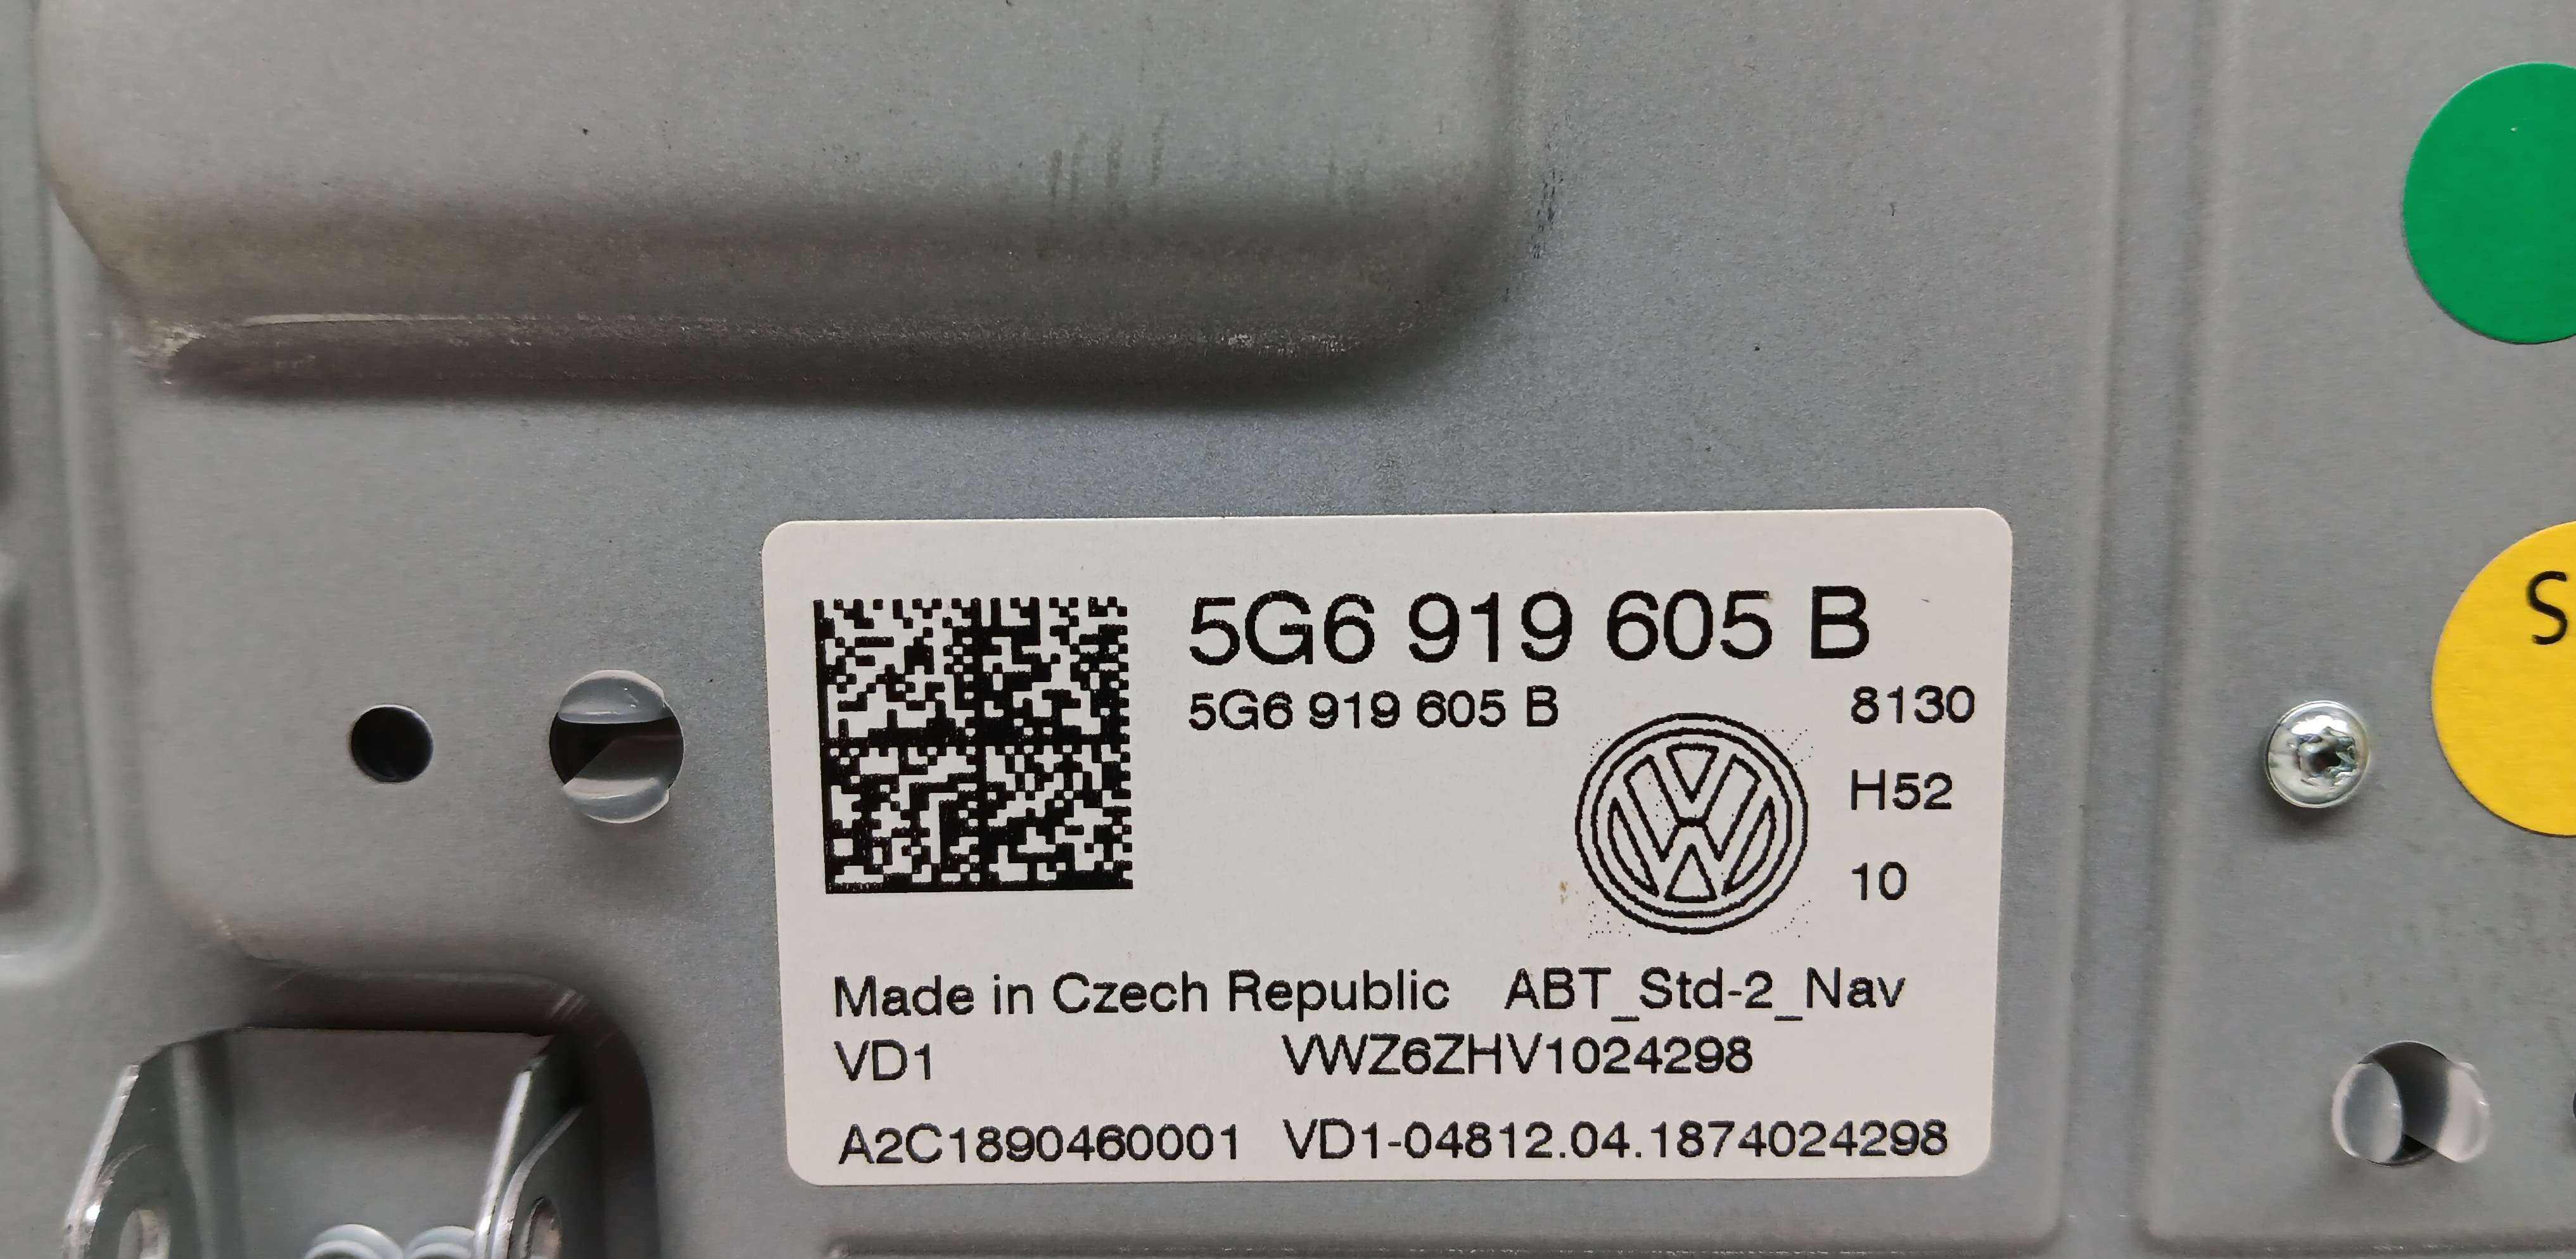 5G6 919 605 B
5G6 919 605 B
8130
H52
10
Made in Czech Republic ABT_Std-2_Nav
VD1 VWZ6ZHV1024298
A2C1890460001 VD1-04812.04.1874024298
S